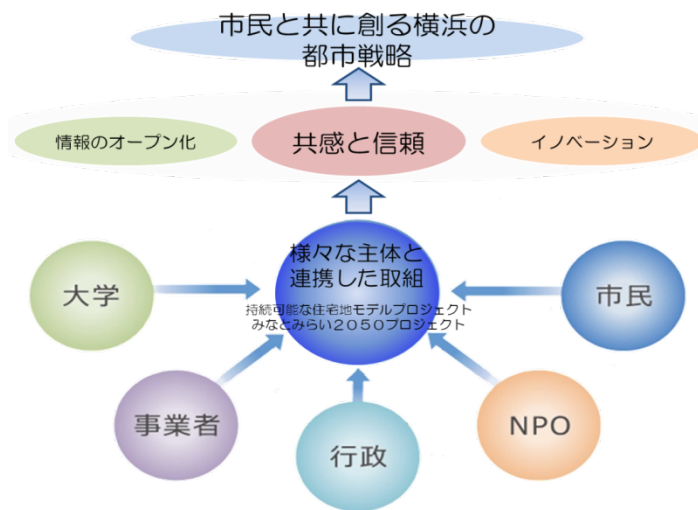 市民と共に創る横浜の
都市戦略
情報のオープン化
共感と信頼
イノベーション
様々な主体と
連携した取組
持続可能な住宅地モデルプロジェクト
みなとみらい２０５０プロジェクト
大学
市民
事業者
行政
NPO